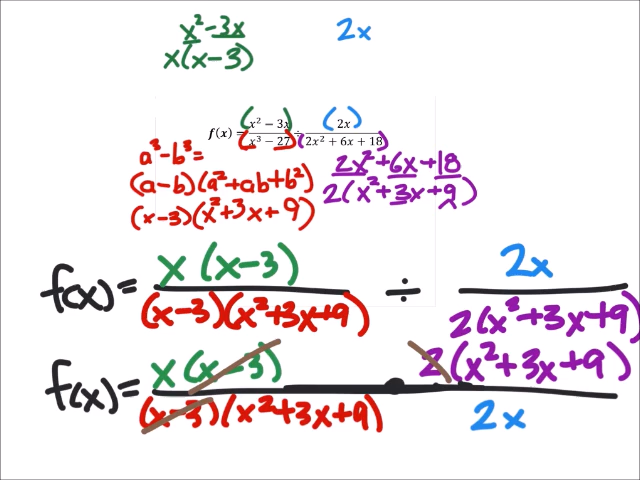 x² - 3x
x(x-3)
2x
f(x) = (x² − 3x)/(x³ − 27) ÷ (2x)/(2x² + 6x + 18)
a³-b³=
(a-b)(a²+ab+b²)
(x-3)(x²+3x+9)
2x²+6x+18
2(x²+3x+9)
f(x)= x(x-3) ÷ 2x
(x-3)(x²+3x+9) 2(x²+3x+9)
f(x)= x(x-3) • 2(x²+3x+9)
(x-3)(x²+3x+9) 2x